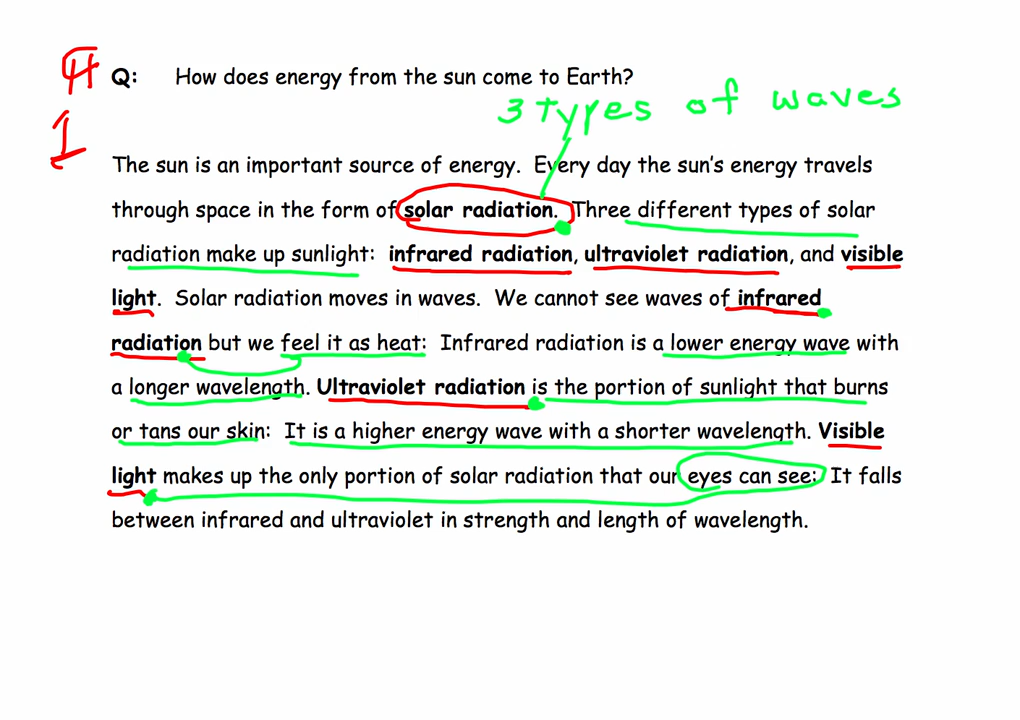 Q: How does energy from the sun come to Earth?
3 types of waves
I
The sun is an important source of energy. Every day the sun's energy travels
through space in the form of solar radiation. Three different types of solar
radiation make up sunlight: infrared radiation, ultraviolet radiation, and visible
light. Solar radiation moves in waves. We cannot see waves of infrared
radiation but we feel it as heat: Infrared radiation is a lower energy wave with
a longer wavelength. Ultraviolet radiation is the portion of sunlight that burns
or tans our skin: It is a higher energy wave with a shorter wavelength. Visible
light makes up the only portion of solar radiation that our eyes can see: It falls
between infrared and ultraviolet in strength and length of wavelength.